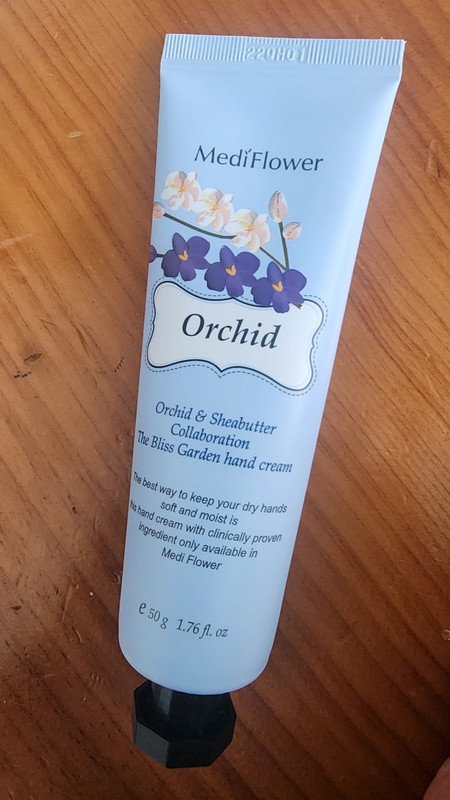 MediFlower
Orchid
Orchid & Sheabutter
Collaboration
The Bliss Garden hand cream
The best way to keep your dry hands
soft and moist is
this hand cream with clinically proven
ingredient only available in
Medi Flower
e 50 g 1.76 fl. oz